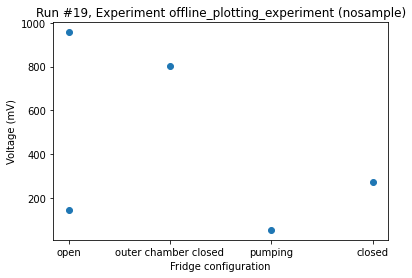 Run #19, Experiment offline_plotting_experiment (nosample)
1000
800
600
400
200
Voltage (mV)
open outer chamber closed pumping closed
Fridge configuration